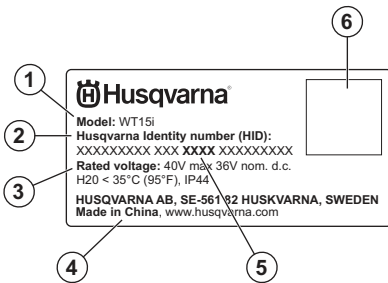 6
1
Husqvarna®
Model: WT15i
2
Husqvarna Identity number (HID):
XXXXXXXXX XXX XXXX XXXXXXXXX
3
Rated voltage: 40V max 36V nom. d.c.
H20 < 35°C (95°F), IP44
HUSQVARNA AB, SE-561 82 HUSKVARNA, SWEDEN
Made in China, www.husqvarna.com
4
5